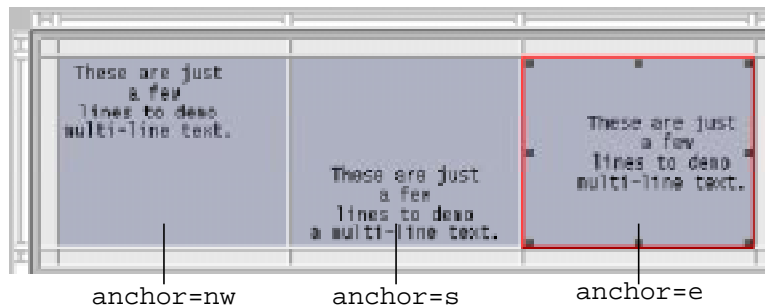 These are just
a few
lines to demo
multi-line text.
These are just
a few
lines to demo
a multi-line text.
These are just
a few
lines to demo
multi-line text.
anchor=nw
anchor=s
anchor=e